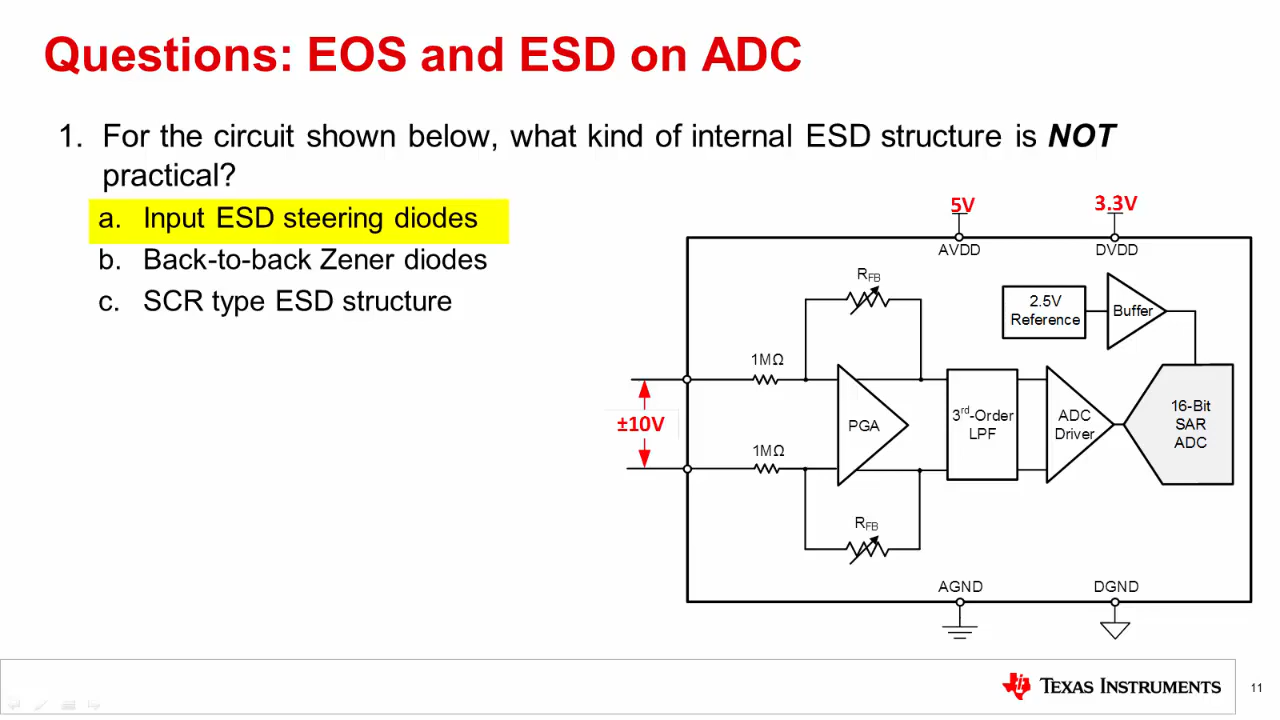 Questions: EOS and ESD on ADC
1. For the circuit shown below, what kind of internal ESD structure is NOT
practical?
a. Input ESD steering diodes
b. Back-to-back Zener diodes
c. SCR type ESD structure
5V
3.3V
AVDD
DVDD
RFB
2.5V
Reference
Buffer
1MΩ
±10V
PGA
3rd-Order
LPF
ADC
Driver
16-Bit
SAR
ADC
1MΩ
RFB
AGND
DGND
TEXAS INSTRUMENTS
11